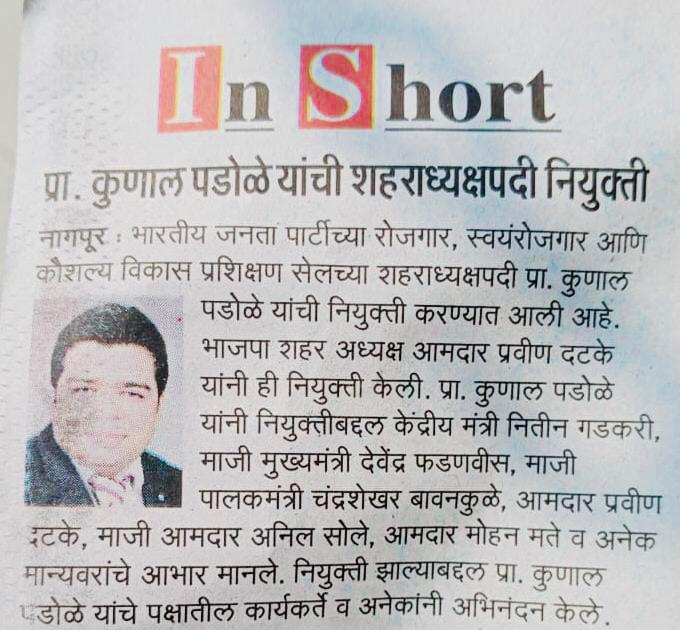 In Short
प्रा. कुणाल पडोळे यांची शहराध्यक्षपदी नियुक्ती
नागपूर : भारतीय जनता पार्टीच्या रोजगार, स्वयंरोजगार आणि
कौशल्य विकास प्रशिक्षण सेलच्या शहराध्यक्षपदी प्रा. कुणाल
पडोळे यांची नियुक्ती करण्यात आली आहे.
भाजपा शहर अध्यक्ष आमदार प्रवीण दटके
यांनी ही नियुक्ती केली. प्रा. कुणाल पडोळे
यांनी नियुक्तीबद्दल केंद्रीय मंत्री नितीन गडकरी,
माजी मुख्यमंत्री देवेंद्र फडणवीस, माजी
पालकमंत्री चंद्रशेखर बावनकुळे, आमदार प्रवीण
दटके, माजी आमदार अनिल सोले, आमदार मोहन मते व अनेक
मान्यवरांचे आभार मानले. नियुक्ती झाल्याबद्दल प्रा. कुणाल
पडोळे यांचे पक्षातील कार्यकर्ते व अनेकांनी अभिनंदन केले.